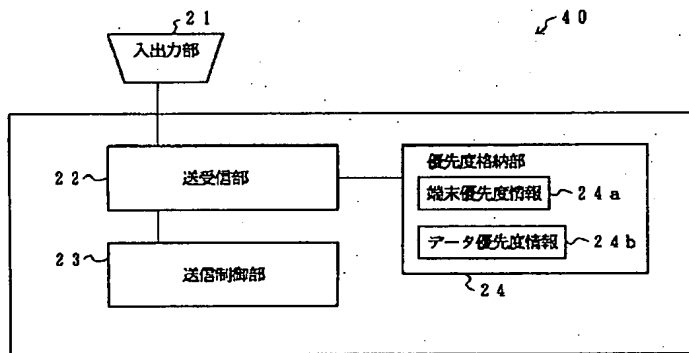 21
40
入出力部
22
送受信部
優先度格納部
端末優先度情報
24a
データ優先度情報
24b
23
送信制御部
24